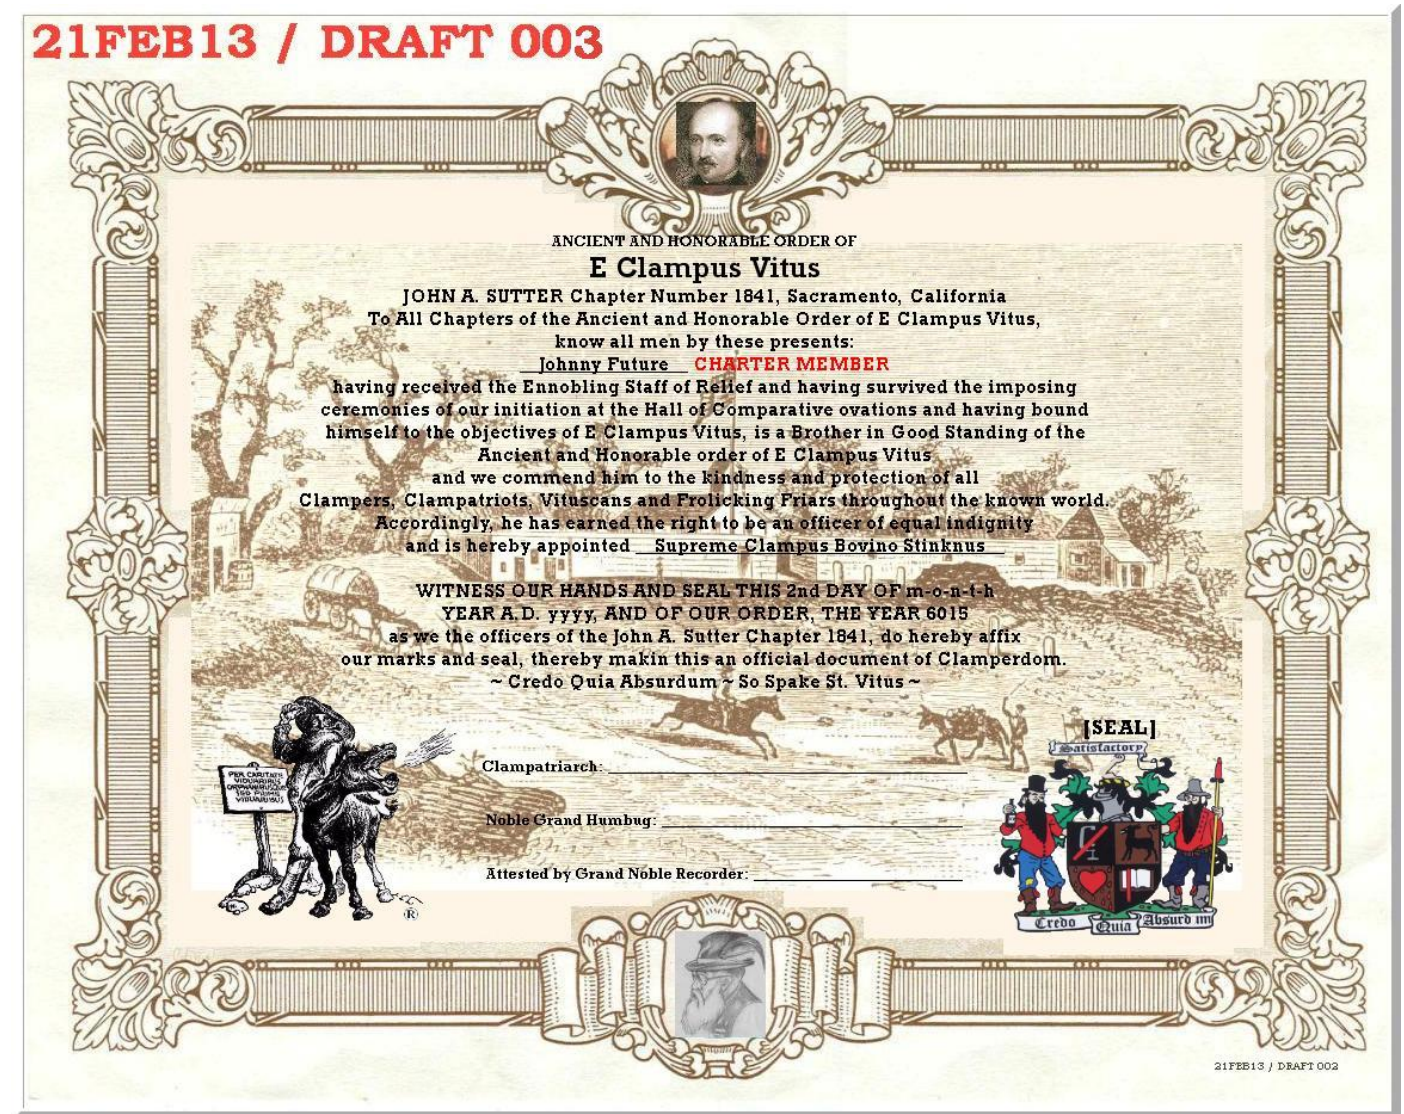 21FEB13 / DRAFT 003
ANCIENT AND HONORABLE ORDER OF
E Clampus Vitus
JOHN A. SUTTER Chapter Number 1841, Sacramento, California
To All Chapters of the Ancient and Honorable Order of E Clampus Vitus,
know all men by these presents:
Johnny Future CHARTER MEMBER
having received the Ennobling Staff of Relief and having survived the imposing
ceremonies of our initiation at the Hall of Comparative ovations and having bound
himself to the objectives of E Clampus Vitus, is a Brother in Good Standing of the
Ancient and Honorable order of E Clampus Vitus
and we commend him to the kindness and protection of all
Clampers, Clampatriots, Vituscans and Frolicking Friars throughout the known world.
Accordingly, he has earned the right to be an officer of equal indignity
and is hereby appointed Supreme Clampus Bovino Stinknus
WITNESS OUR HANDS AND SEAL THIS 2nd DAY OF m-o-n-t-h
YEAR A.D. yyyy, AND OF OUR ORDER, THE YEAR 6015
as we the officers of the John A. Sutter Chapter 1841, do hereby affix
our marks and seal, thereby makin this an official document of Clamperdom.
~ Credo Quia Absurdum ~ So Spake St. Vitus ~
[SEAL]
Satisfactory
Clampatriarch:
PER CARITATE
VIDUARIBUS
ORPHANIBUSQUE
SED PRIME
VIDUARIBUS
Noble Grand Humbug:
Attested by Grand Noble Recorder:
®
Credo Quia Absurdum
21FEB13 / DRAFT 002